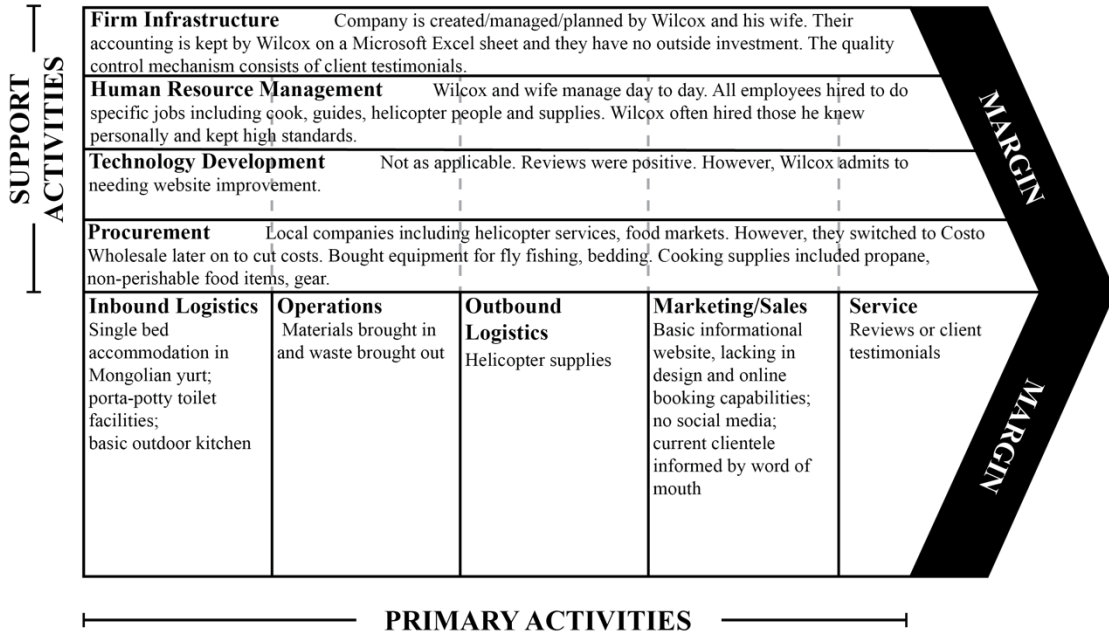 SUPPORT
ACTIVITIES
Firm Infrastructure Company is created/managed/planned by Wilcox and his wife. Their
accounting is kept by Wilcox on a Microsoft Excel sheet and they have no outside investment. The quality
control mechanism consists of client testimonials.
Human Resource Management Wilcox and wife manage day to day. All employees hired to do
specific jobs including cook, guides, helicopter people and supplies. Wilcox often hired those he knew
personally and kept high standards.
Technology Development Not as applicable. Reviews were positive. However, Wilcox admits to
needing website improvement.
Procurement Local companies including helicopter services, food markets. However, they switched to Costo
Wholesale later on to cut costs. Bought equipment for fly fishing, bedding. Cooking supplies included propane,
non-perishable food items, gear.
MARGIN
Inbound Logistics
Single bed
accommodation in
Mongolian yurt;
porta-potty toilet
facilities;
basic outdoor kitchen
Operations
Materials brought in
and waste brought out
Outbound
Logistics
Helicopter supplies
Marketing/Sales
Basic informational
website, lacking in
design and online
booking capabilities;
no social media;
current clientele
informed by word of
mouth
Service
Reviews or client
testimonials
MARGIN
PRIMARY ACTIVITIES